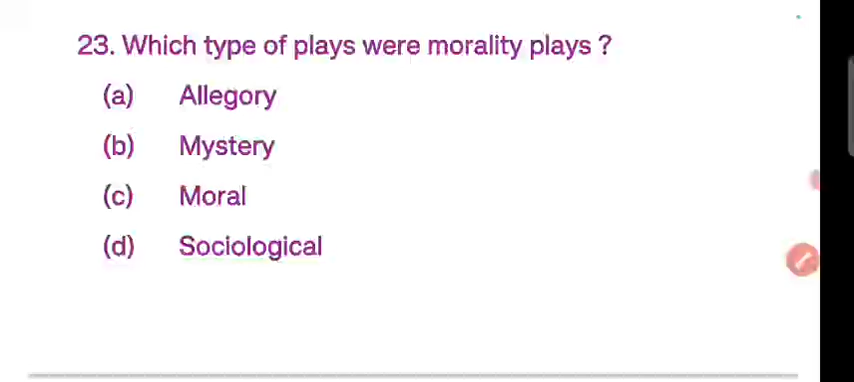 23. Which type of plays were morality plays ?
(a) Allegory
(b) Mystery
(c) Moral
(d) Sociological